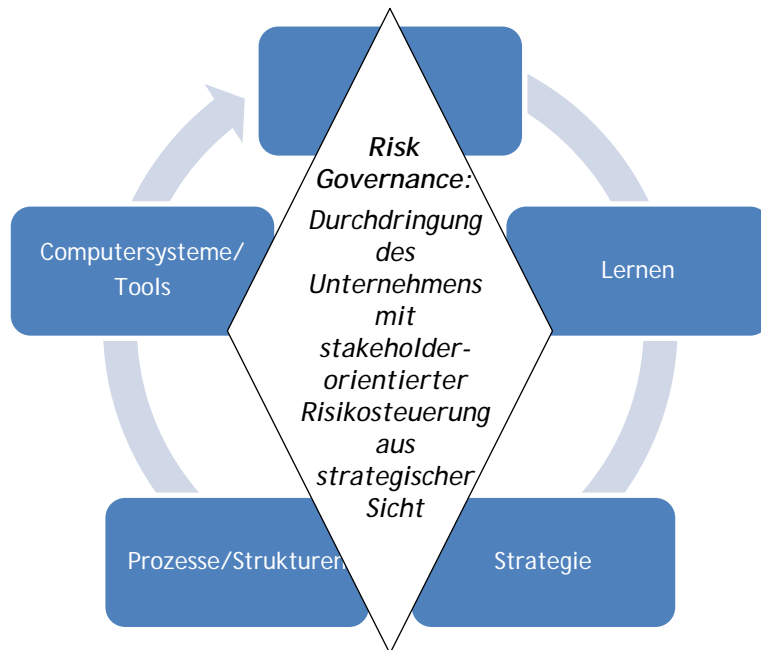 Risk
Governance:
Durchdringung
des
Unternehmens
mit
stakeholder-
orientierter
Risikosteuerung
aus
strategischer
Sicht
Computersysteme/
Tools
Lernen
Prozesse/Strukturen
Strategie